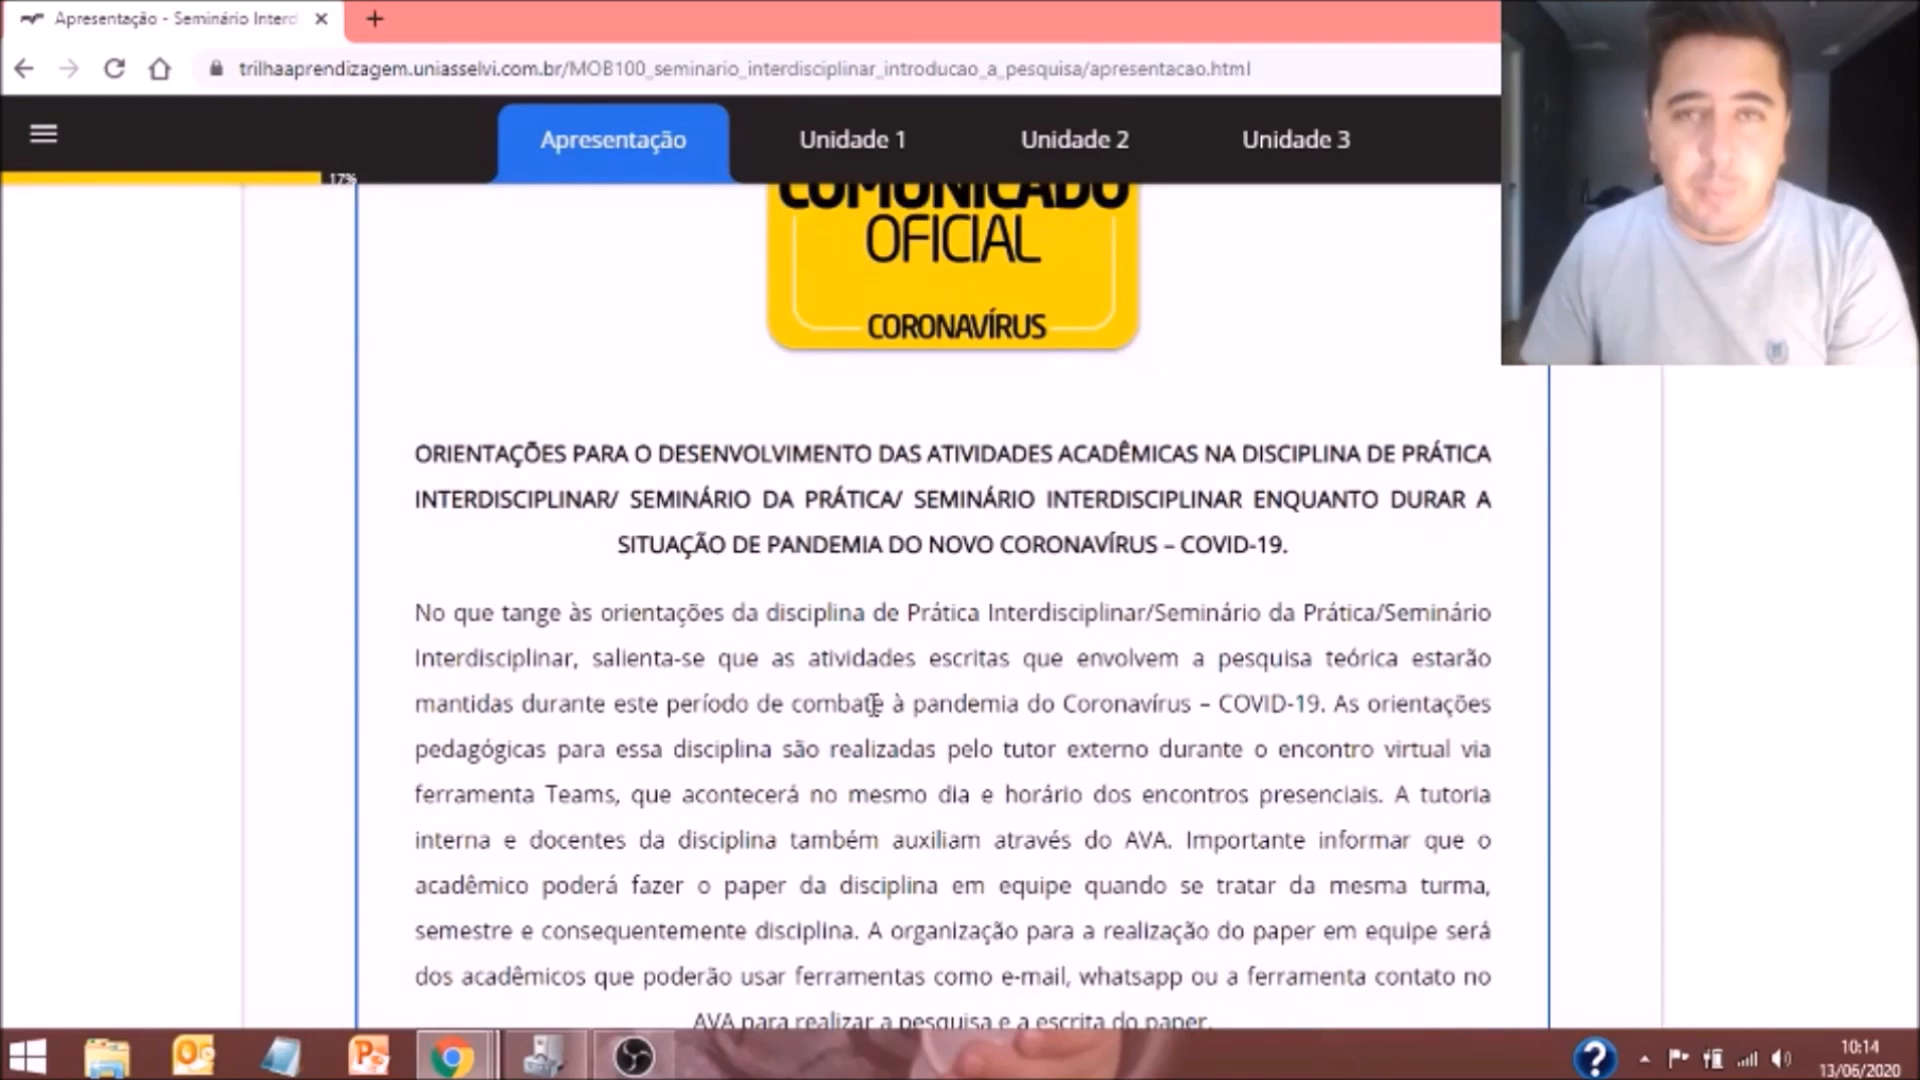 Apresentação - Seminário Interd
trilhaaprendizagem.uniasselvi.com.br/MOB100_seminario_interdisciplinar_introducao_a_pesquisa/apresentacao.html
Apresentação
Unidade 1
Unidade 2
Unidade 3
17%
COMUNICADO
OFICIAL
CORONAVÍRUS
ORIENTAÇÕES PARA O DESENVOLVIMENTO DAS ATIVIDADES ACADÊMICAS NA DISCIPLINA DE PRÁTICA
INTERDISCIPLINAR/ SEMINÁRIO DA PRÁTICA/ SEMINÁRIO INTERDISCIPLINAR ENQUANTO DURAR A
SITUAÇÃO DE PANDEMIA DO NOVO CORONAVÍRUS – COVID-19.
No que tange às orientações da disciplina de Prática Interdisciplinar/Seminário da Prática/Seminário
Interdisciplinar, salienta-se que as atividades escritas que envolvem a pesquisa teórica estarão
mantidas durante este período de combate à pandemia do Coronavírus – COVID-19. As orientações
pedagógicas para essa disciplina são realizadas pelo tutor externo durante o encontro virtual via
ferramenta Teams, que acontecerá no mesmo dia e horário dos encontros presenciais. A tutoria
interna e docentes da disciplina também auxiliam através do AVA. Importante informar que o
acadêmico poderá fazer o paper da disciplina em equipe quando se tratar da mesma turma,
semestre e consequentemente disciplina. A organização para a realização do paper em equipe será
dos acadêmicos que poderão usar ferramentas como e-mail, whatsapp ou a ferramenta contato no
AVA para realizar a pesquisa e a escrita do paper.
10:14
13/06/2020